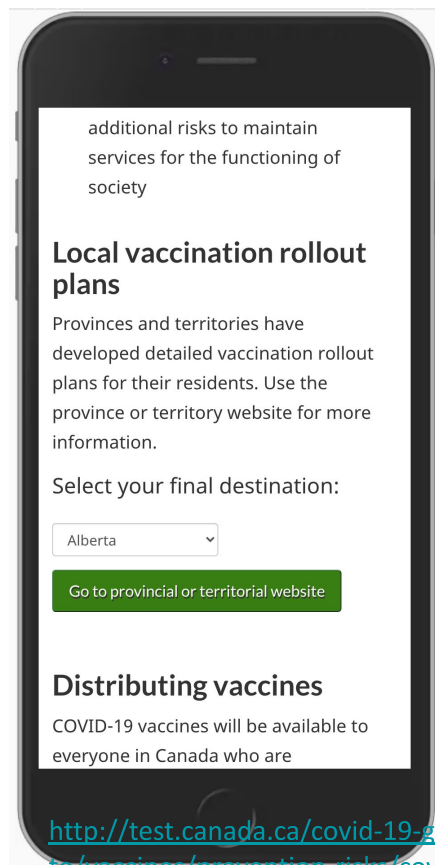 additional risks to maintain
services for the functioning of
society
Local vaccination rollout
plans
Provinces and territories have
developed detailed vaccination rollout
plans for their residents. Use the
province or territory website for more
information.
Select your final destination:
Alberta
Go to provincial or territorial website
Distributing vaccines
COVID-19 vaccines will be available to
everyone in Canada who are
http://test.canada.ca/covid-19-g